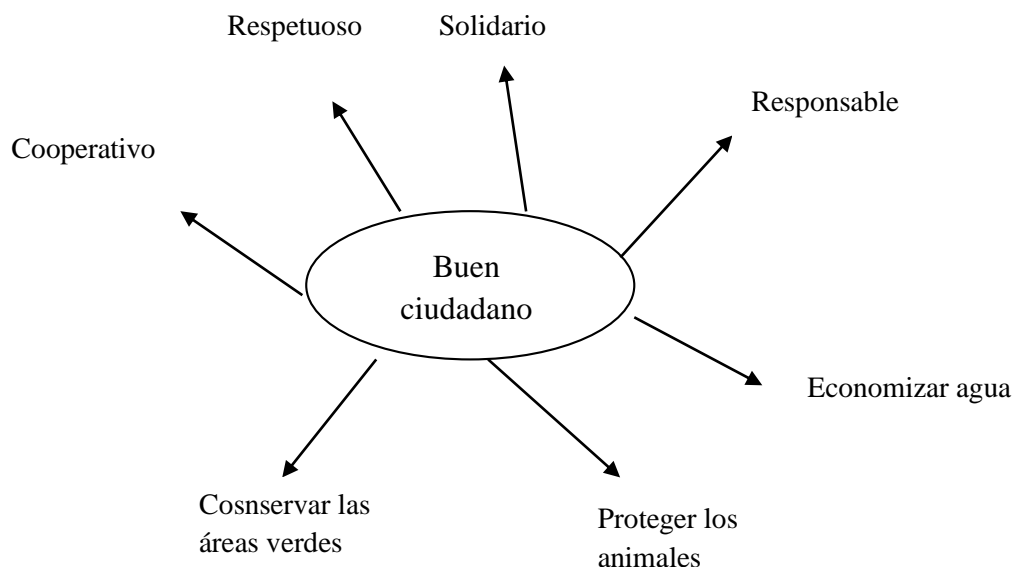 Respetuoso
Solidario
Responsable
Cooperativo
Buen
ciudadano
Economizar agua
Cosnservar las
áreas verdes
Proteger los
animales